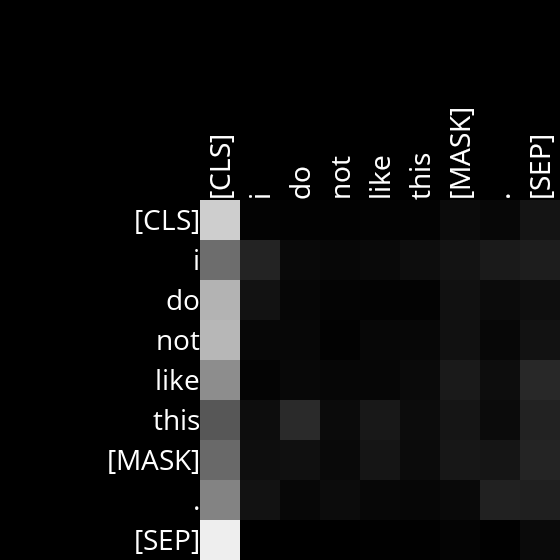 [CLS] i do not like this [MASK] . [SEP]
[CLS]
i
do
not
like
this
[MASK]
.
[SEP]